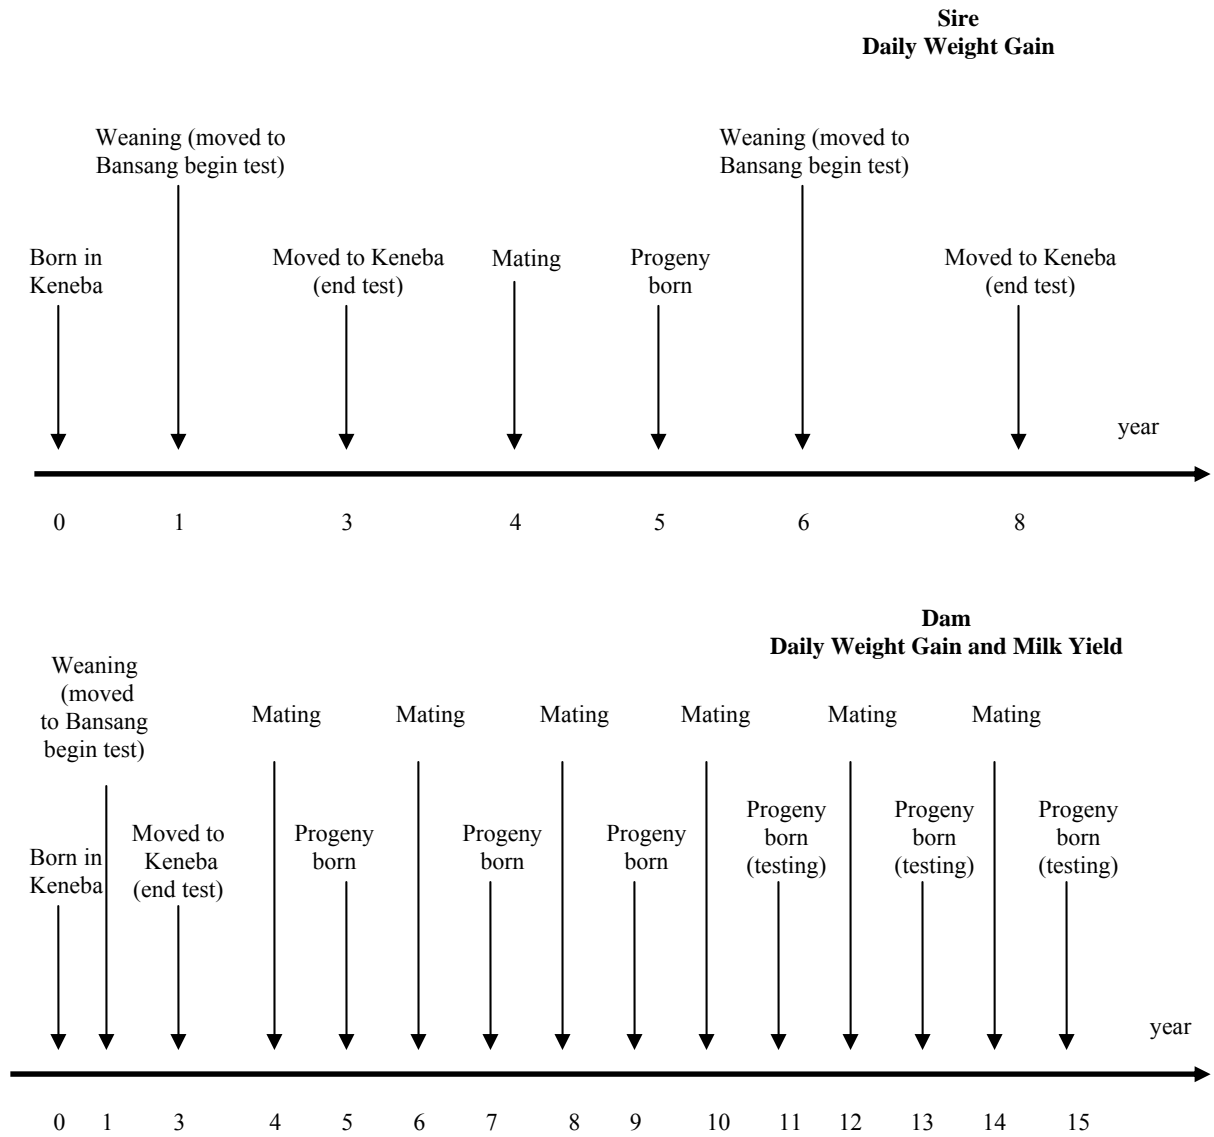 Sire
Daily Weight Gain
Weaning (moved to
Bansang begin test)
Weaning (moved to
Bansang begin test)
Born in
Keneba
Moved to Keneba
(end test)
Mating
Progeny
born
Moved to Keneba
(end test)
year
0 1 3 4 5 6 8
Dam
Daily Weight Gain and Milk Yield
Weaning
(moved
to Bansang
begin test)
Mating
Mating
Mating
Mating
Mating
Mating
Born in
Keneba
Moved to
Keneba
(end test)
Progeny
born
Progeny
born
Progeny
born
Progeny
born
(testing)
Progeny
born
(testing)
Progeny
born
(testing)
year
0 1 3 4 5 6 7 8 9 10 11 12 13 14 15